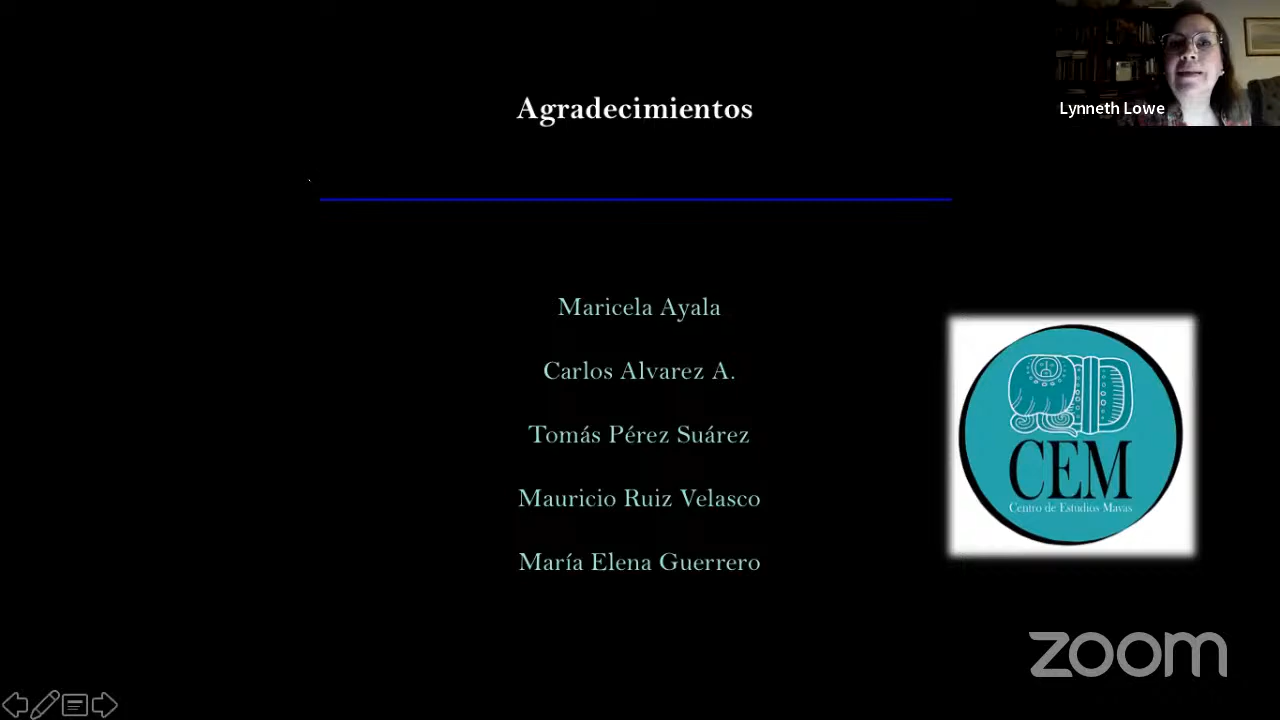 Agradecimientos
Lynneth Lowe
Maricela Ayala
Carlos Alvarez A.
Tomás Pérez Suárez
Mauricio Ruiz Velasco
María Elena Guerrero
CEM
Centro de Estudios Mayas
zoom